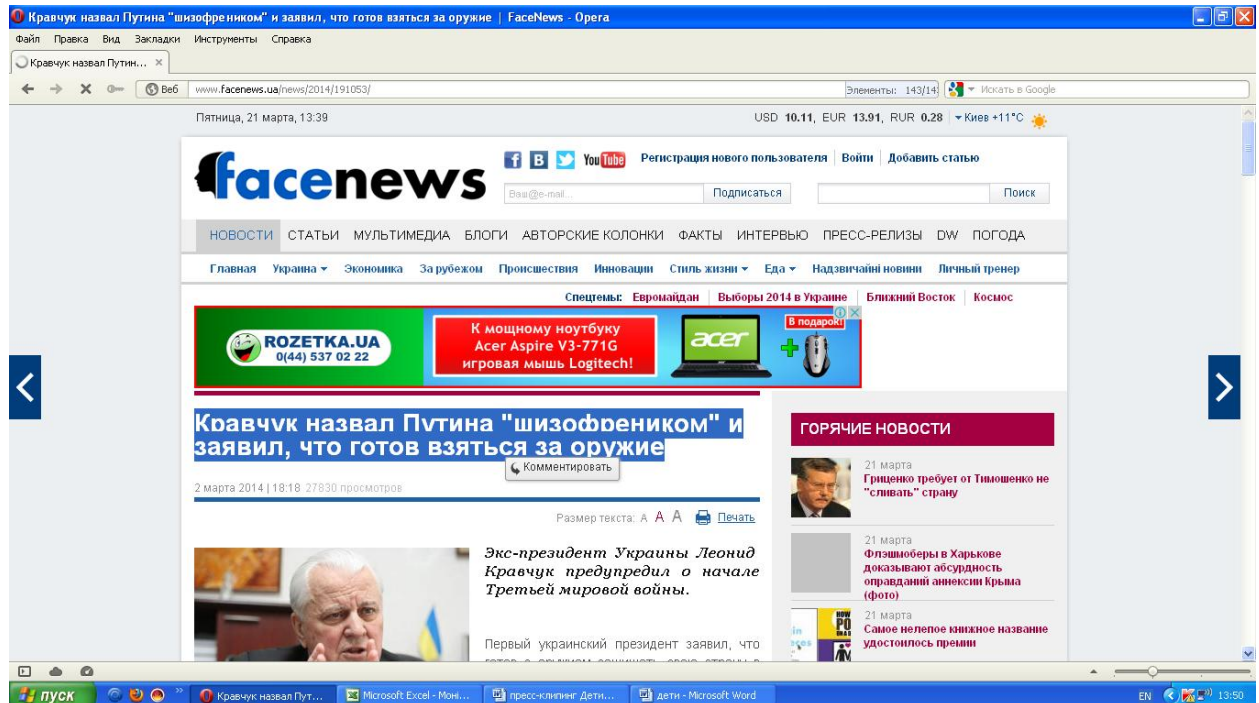 Кравчук назвал Путина "шизофреником" и заявил, что готов взяться за оружие | FaceNews - Opera
Файл Правка Вид Закладки Инструменты Справка
Кравчук назвал Путин...
Веб www.facenews.ua/news/2014/191053/ Элементы: 143/14 Искать в Google
Пятница, 21 марта, 13:39 USD 10.11, EUR 13.91, RUR 0.28 Киев +11°C
facenews
f B You Tube Регистрация нового пользователя Войти Добавить статью
Ваш@e-mail... Подписаться Поиск
НОВОСТИ СТАТЬИ МУЛЬТИМЕДИА БЛОГИ АВТОРСКИЕ КОЛОНКИ ФАКТЫ ИНТЕРВЬЮ ПРЕСС-РЕЛИЗЫ DW ПОГОДА
Главная Украина Экономика За рубежом Происшествия Инновации Стиль жизни Еда Надзвичайні новини Личный тренер
Спецтемы: Евромайдан Выборы 2014 в Украине Ближний Восток Космос
ROZETKA.UA
0(44) 537 02 22
К мощному ноутбуку
Acer Aspire V3-771G
игровая мышь Logitech!
acer
В подарок!
Кравчук назвал Путина "шизофреником" и
заявил, что готов взяться за оружие
Комментировать
2 марта 2014 | 18:18 27830 просмотров
Размер текста: А А А Печать
Экс-президент Украины Леонид
Кравчук предупредил о начале
Третьей мировой войны.
Первый украинский президент заявил, что
готов с оружием защищать свою страну в
ГОРЯЧИЕ НОВОСТИ
21 марта
Гриценко требует от Тимошенко не
"сливать" страну
21 марта
Флэшмоберы в Харькове
доказывают абсурдность
оправданий аннексии Крыма
(фото)
21 марта
Самое нелепое книжное название
удостоилось премии
пуск Кравчук назвал Пут... Microsoft Excel - Моні... пресс-клипинг Дети... дети - Microsoft Word EN 13:50